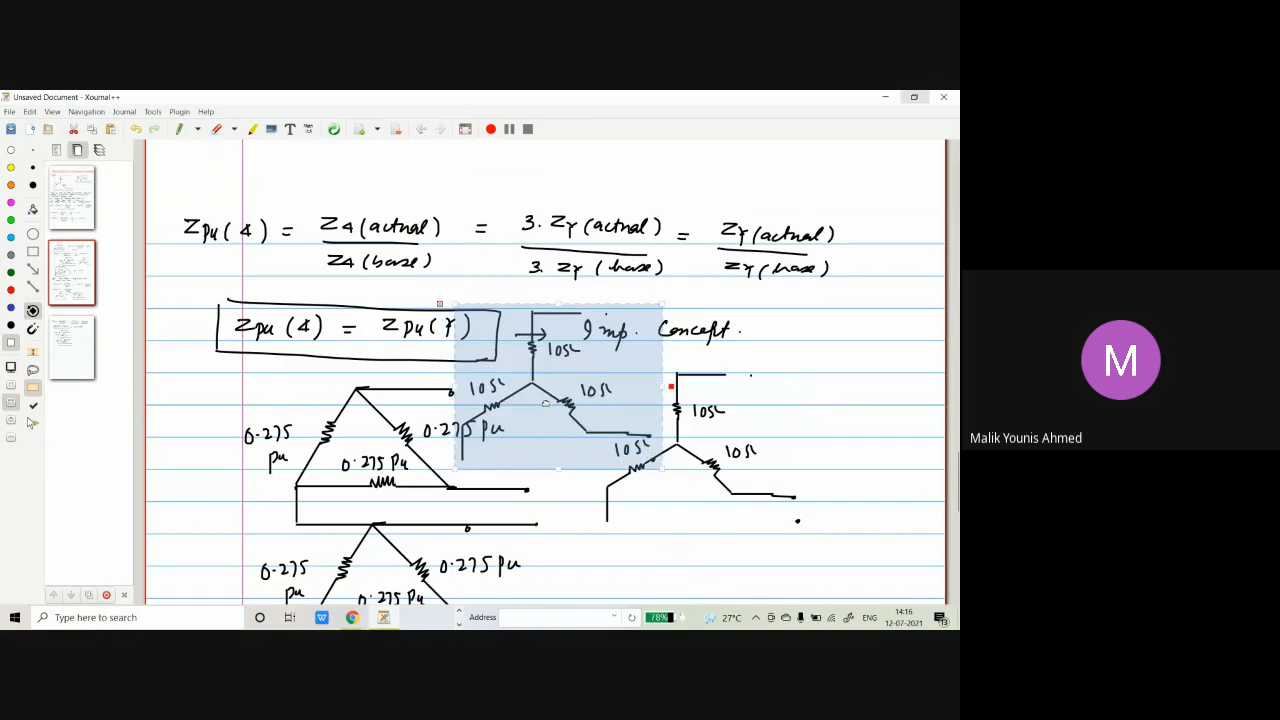 Unsaved Document - Xournal++
File Edit View Navigation Journal Tools Plugin Help
Zpu(Δ) = ZΔ(actual) / ZΔ(base) = 3. ZY(actual) / 3. ZY(base) = ZY(actual) / ZY(base)
Zpu(Δ) = Zpu(Y)
Imp. Concept.
10Ω
10Ω 10Ω
10Ω
0.275 pu
0.275 pu
0.275 pu
10Ω 10Ω
0.275 pu
0.275 pu
0.275 pu
M
Malik Younis Ahmed
Type here to search
Address
78%
27°C
ENG
14:16
12-07-2021
13